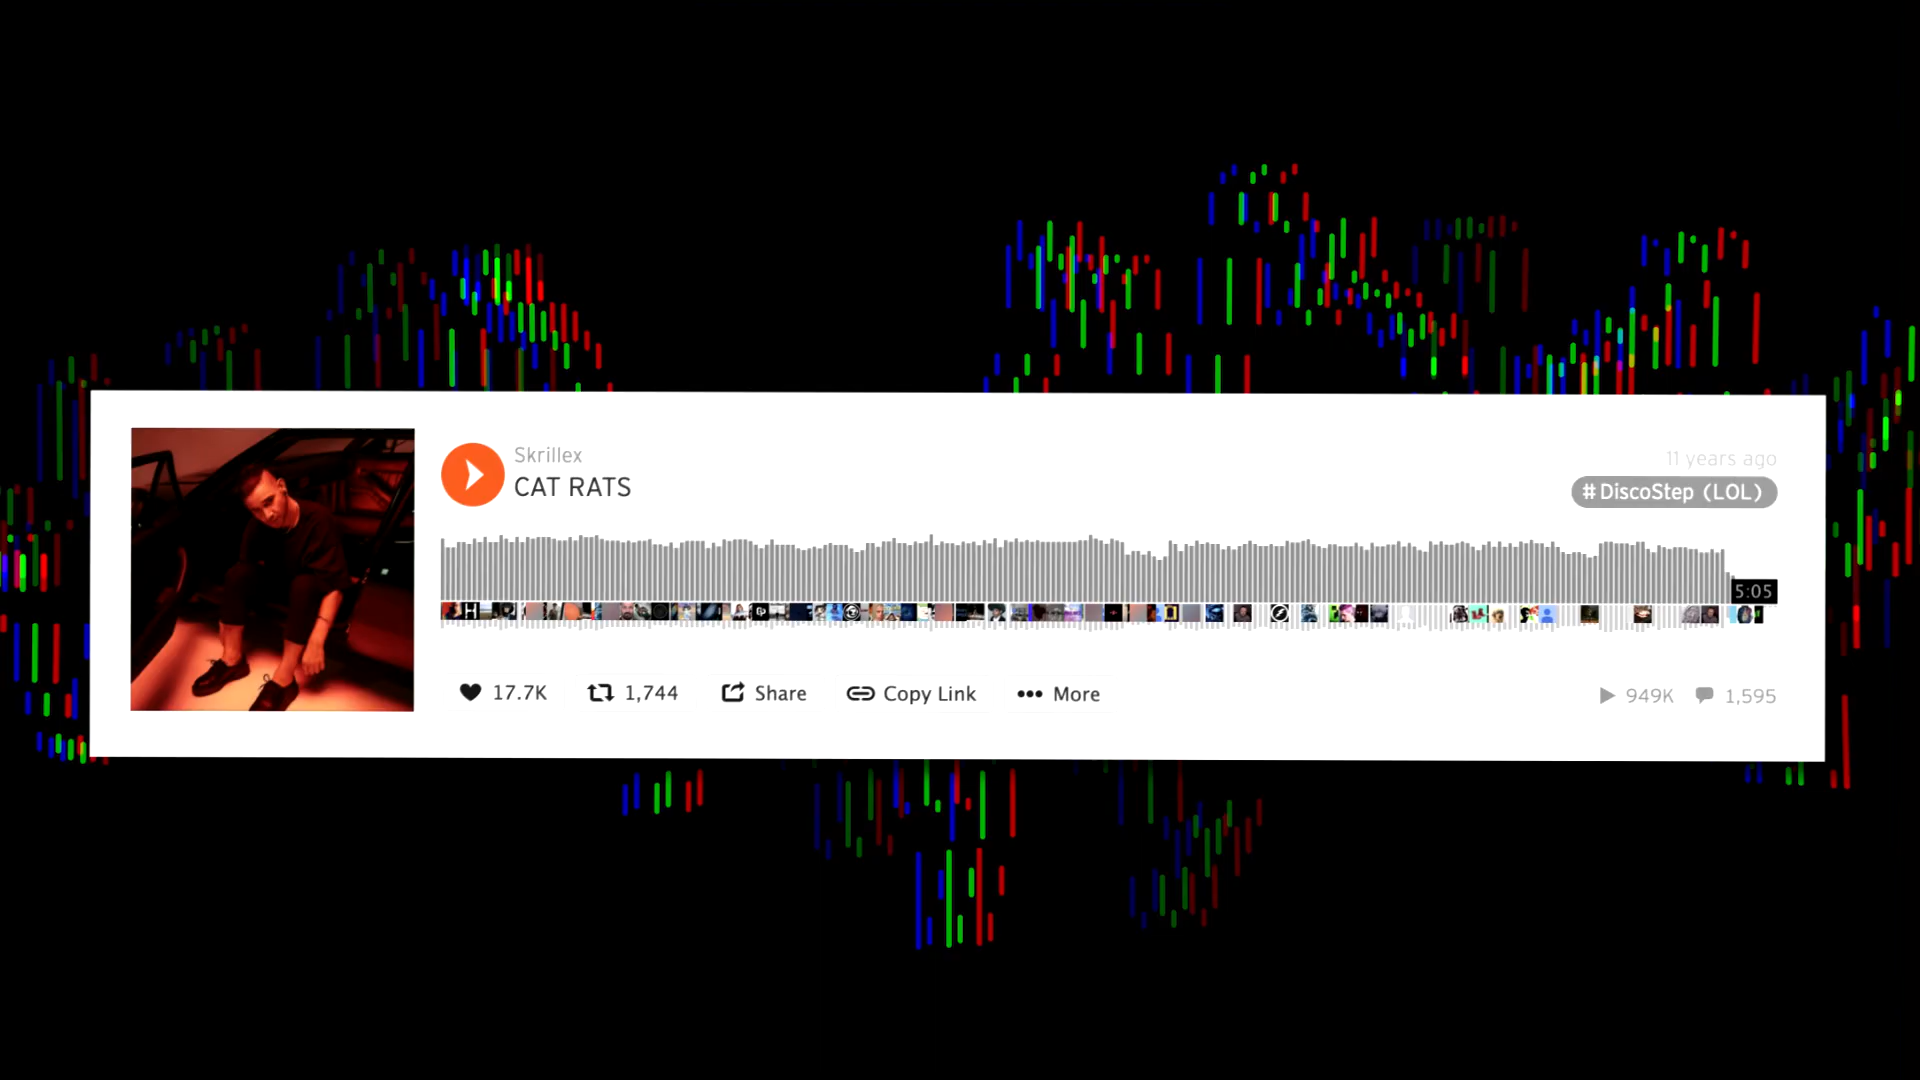 Skrillex
CAT RATS
11 years ago
# DiscoStep (LOL)
5:05
17.7K
1,744
Share
Copy Link
More
949K
1,595